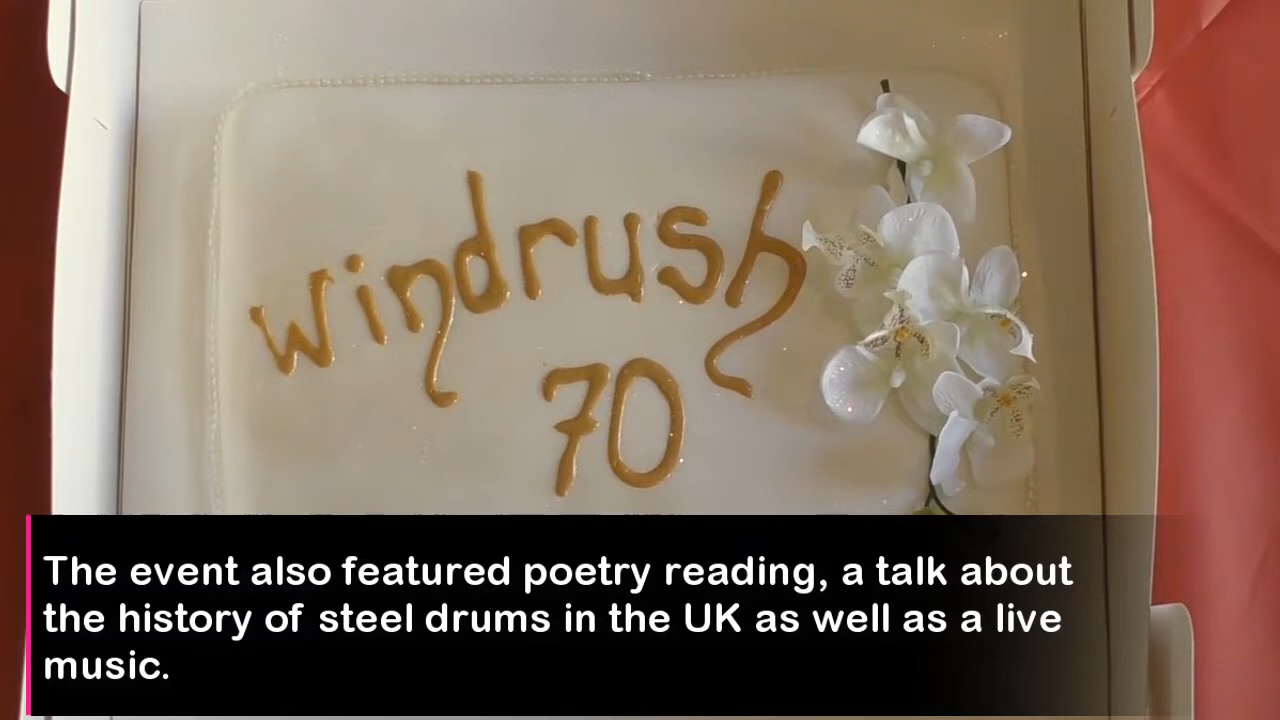 windrush
70
The event also featured poetry reading, a talk about
the history of steel drums in the UK as well as a live
music.